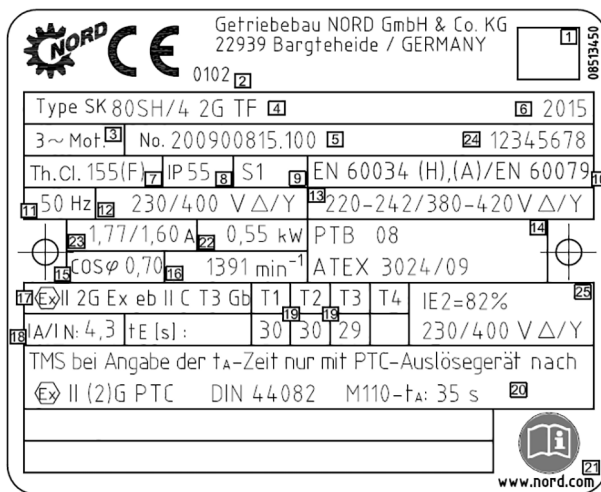 NORD CE Getriebebau NORD GmbH & Co. KG
22939 Bargteheide / GERMANY
1
08513450
0102 2
Type SK 80SH/4 2G TF 4 6 2015
3~ Mot. 3 No. 200900815.100 5 24 12345678
Th.Cl. 155(F) 7 IP55 8 S1 9 EN 60034 (H),(A)/EN 60079 10
11 50 Hz 12 230/400 V Δ/Y 13 220-242/380-420V Δ/Y
23 1,77/1,60 A 22 0,55 kW PTB 08 14
15 COSφ 0,70 16 1391 min⁻¹ ATEX 3024/09
17 Ex II 2G Ex eb II C T3 Gb T1 T2 T3 T4 IE2=82% 25
19 19
18 IA/IN: 4,3 tE [s] : 30 30 29 230/400 V Δ/Y
TMS bei Angabe der tA-Zeit nur mit PTC-Auslösegerät nach
Ex II (2)G PTC DIN 44082 M110-tA: 35 s 20
21
www.nord.com